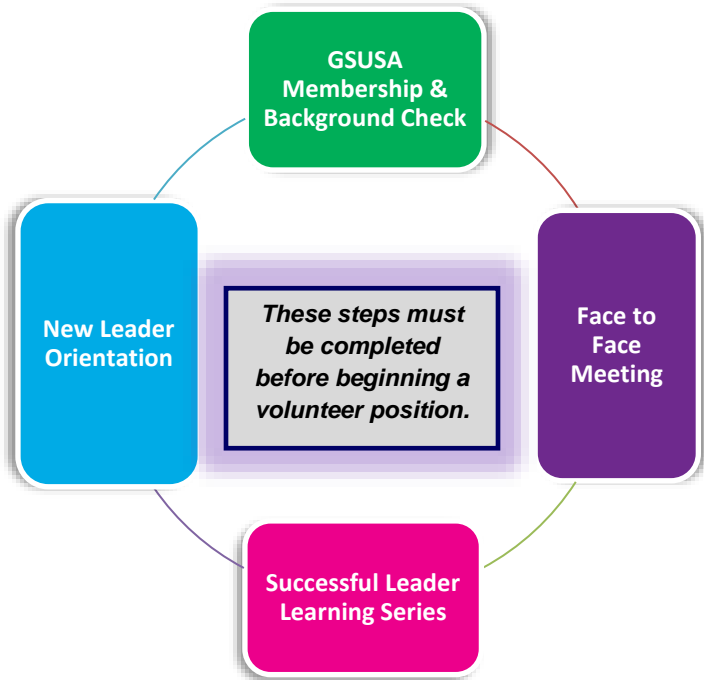 GSUSA
Membership &
Background Check
Face to
Face
Meeting
Successful Leader
Learning Series
New Leader
Orientation
These steps must
be completed
before beginning a
volunteer position.